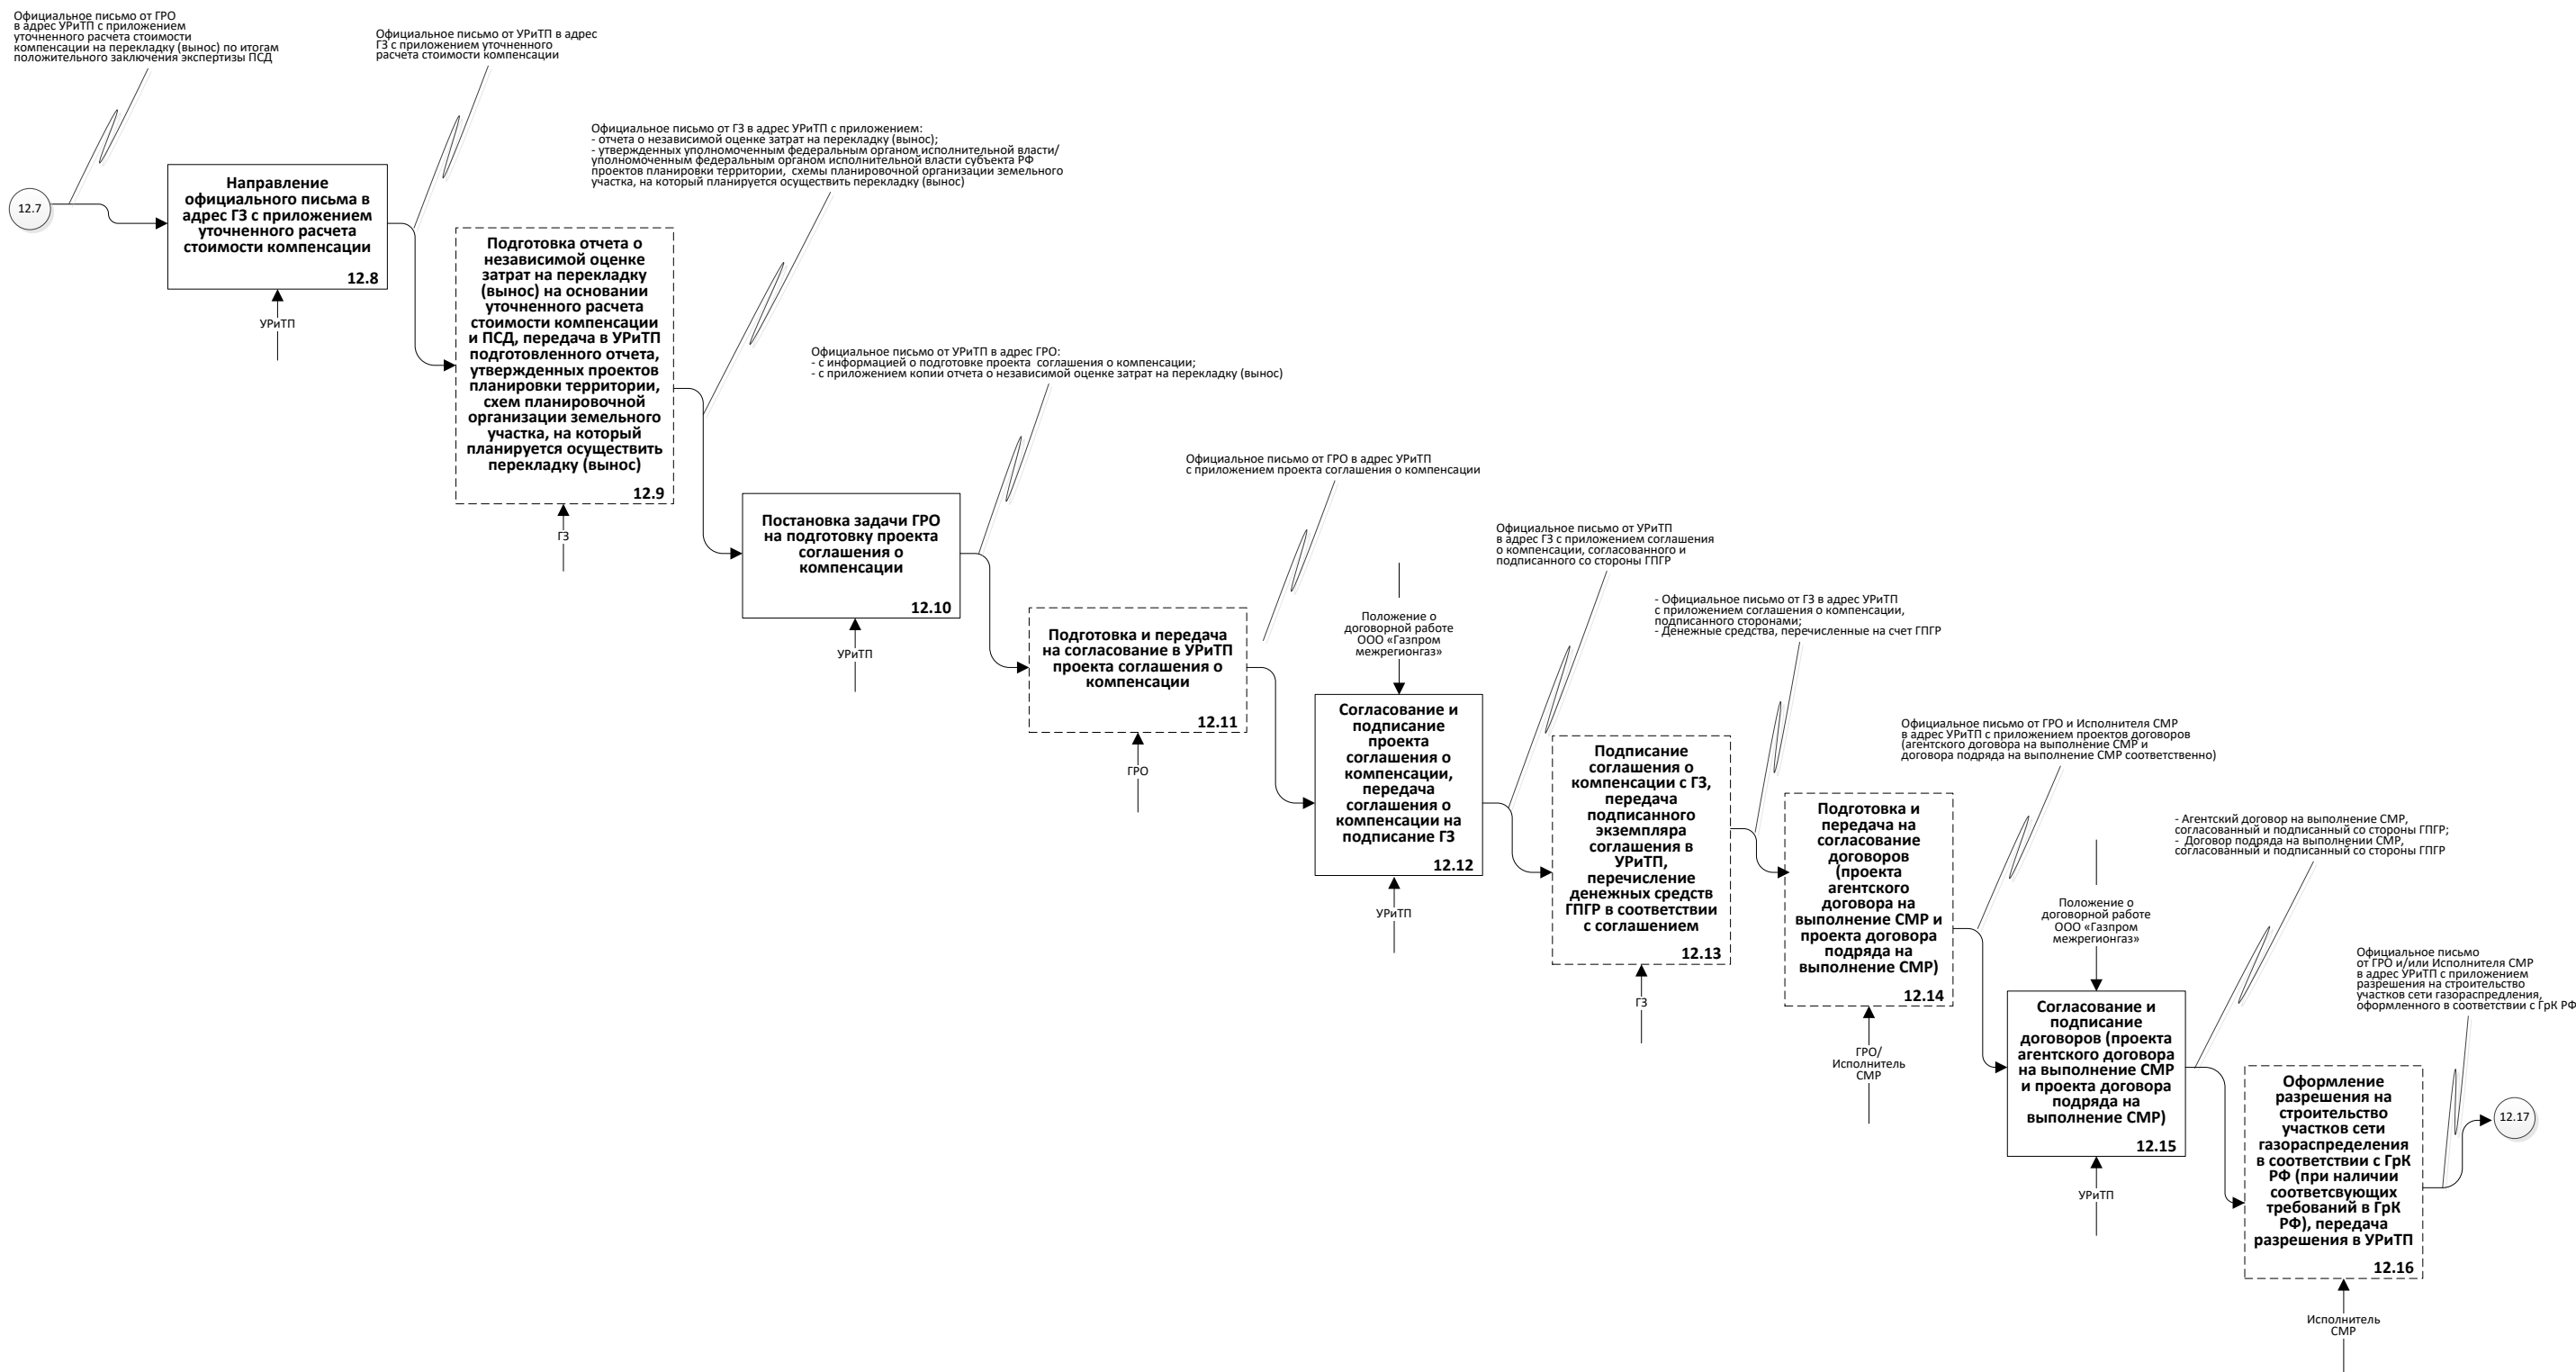 Официальное письмо от ГРО
в адрес УРиТП с приложением
уточненного расчета стоимости
компенсации на перекладку (вынос) по итогам
положительного заключения экспертизы ПСД
Официальное письмо от УРиТП в адрес
ГЗ с приложением уточненного
расчета стоимости компенсации
Официальное письмо от ГЗ в адрес УРиТП с приложением:
- отчета о независимой оценке затрат на перекладку (вынос);
- утвержденных уполномоченным федеральным органом исполнительной власти/
уполномоченным федеральным органом исполнительной власти субъекта РФ
проектов планировки территории, схемы планировочной организации земельного
участка, на который планируется осуществить перекладку (вынос)
12.7
Направление
официального письма в
адрес ГЗ с приложением
уточненного расчета
стоимости компенсации
12.8
УРиТП
Подготовка отчета о
независимой оценке
затрат на перекладку
(вынос) на основании
уточненного расчета
стоимости компенсации
и ПСД, передача в УРиТП
подготовленного отчета,
утвержденных проектов
планировки территории,
схем планировочной
организации земельного
участка, на который
планируется осуществить
перекладку (вынос)
12.9
ГЗ
Официальное письмо от УРиТП в адрес ГРО:
- с информацией о подготовке проекта соглашения о компенсации;
- с приложением копии отчета о независимой оценке затрат на перекладку (вынос)
Постановка задачи ГРО
на подготовку проекта
соглашения о
компенсации
12.10
УРиТП
Официальное письмо от ГРО в адрес УРиТП
с приложением проекта соглашения о компенсации
Подготовка и передача
на согласование в УРиТП
проекта соглашения о
компенсации
12.11
ГРО
Положение о
договорной работе
ООО «Газпром
межрегионгаз»
Официальное письмо от УРиТП
в адрес ГЗ с приложением соглашения
о компенсации, согласованного и
подписанного со стороны ГПГР
Согласование и
подписание
проекта
соглашения о
компенсации,
передача
соглашения о
компенсации на
подписание ГЗ
12.12
УРиТП
- Официальное письмо от ГЗ в адрес УРиТП
с приложением соглашения о компенсации,
подписанного сторонами;
- Денежные средства, перечисленные на счет ГПГР
Подписание
соглашения о
компенсации с ГЗ,
передача
подписанного
экземпляра
соглашения в
УРиТП,
перечисление
денежных средств
ГПГР в соответствии
с соглашением
12.13
ГЗ
Официальное письмо от ГРО и Исполнителя СМР
в адрес УРиТП с приложением проектов договоров
(агентского договора на выполнение СМР и
договора подряда на выполнение СМР соответственно)
Подготовка и
передача на
согласование
договоров
(проекта
агентского
договора на
выполнение СМР и
проекта договора
подряда на
выполнение СМР)
12.14
ГРО/
Исполнитель
СМР
- Агентский договор на выполнение СМР,
согласованный и подписанный со стороны ГПГР;
- Договор подряда на выполнении СМР,
согласованный и подписанный со стороны ГПГР
Положение о
договорной работе
ООО «Газпром
межрегионгаз»
Согласование и
подписание
договоров (проекта
агентского договора
на выполнение СМР
и проекта договора
подряда на
выполнение СМР)
12.15
УРиТП
Официальное письмо
от ГРО и/или Исполнителя СМР
в адрес УРиТП с приложением
разрешения на строительство
участков сети газораспредления,
оформленного в соответствии с ГрК РФ
Оформление
разрешения на
строительство
участков сети
газораспределения
в соответствии с ГрК
РФ (при наличии
соответсвующих
требований в ГрК
РФ), передача
разрешения в УРиТП
12.16
Исполнитель
СМР
12.17